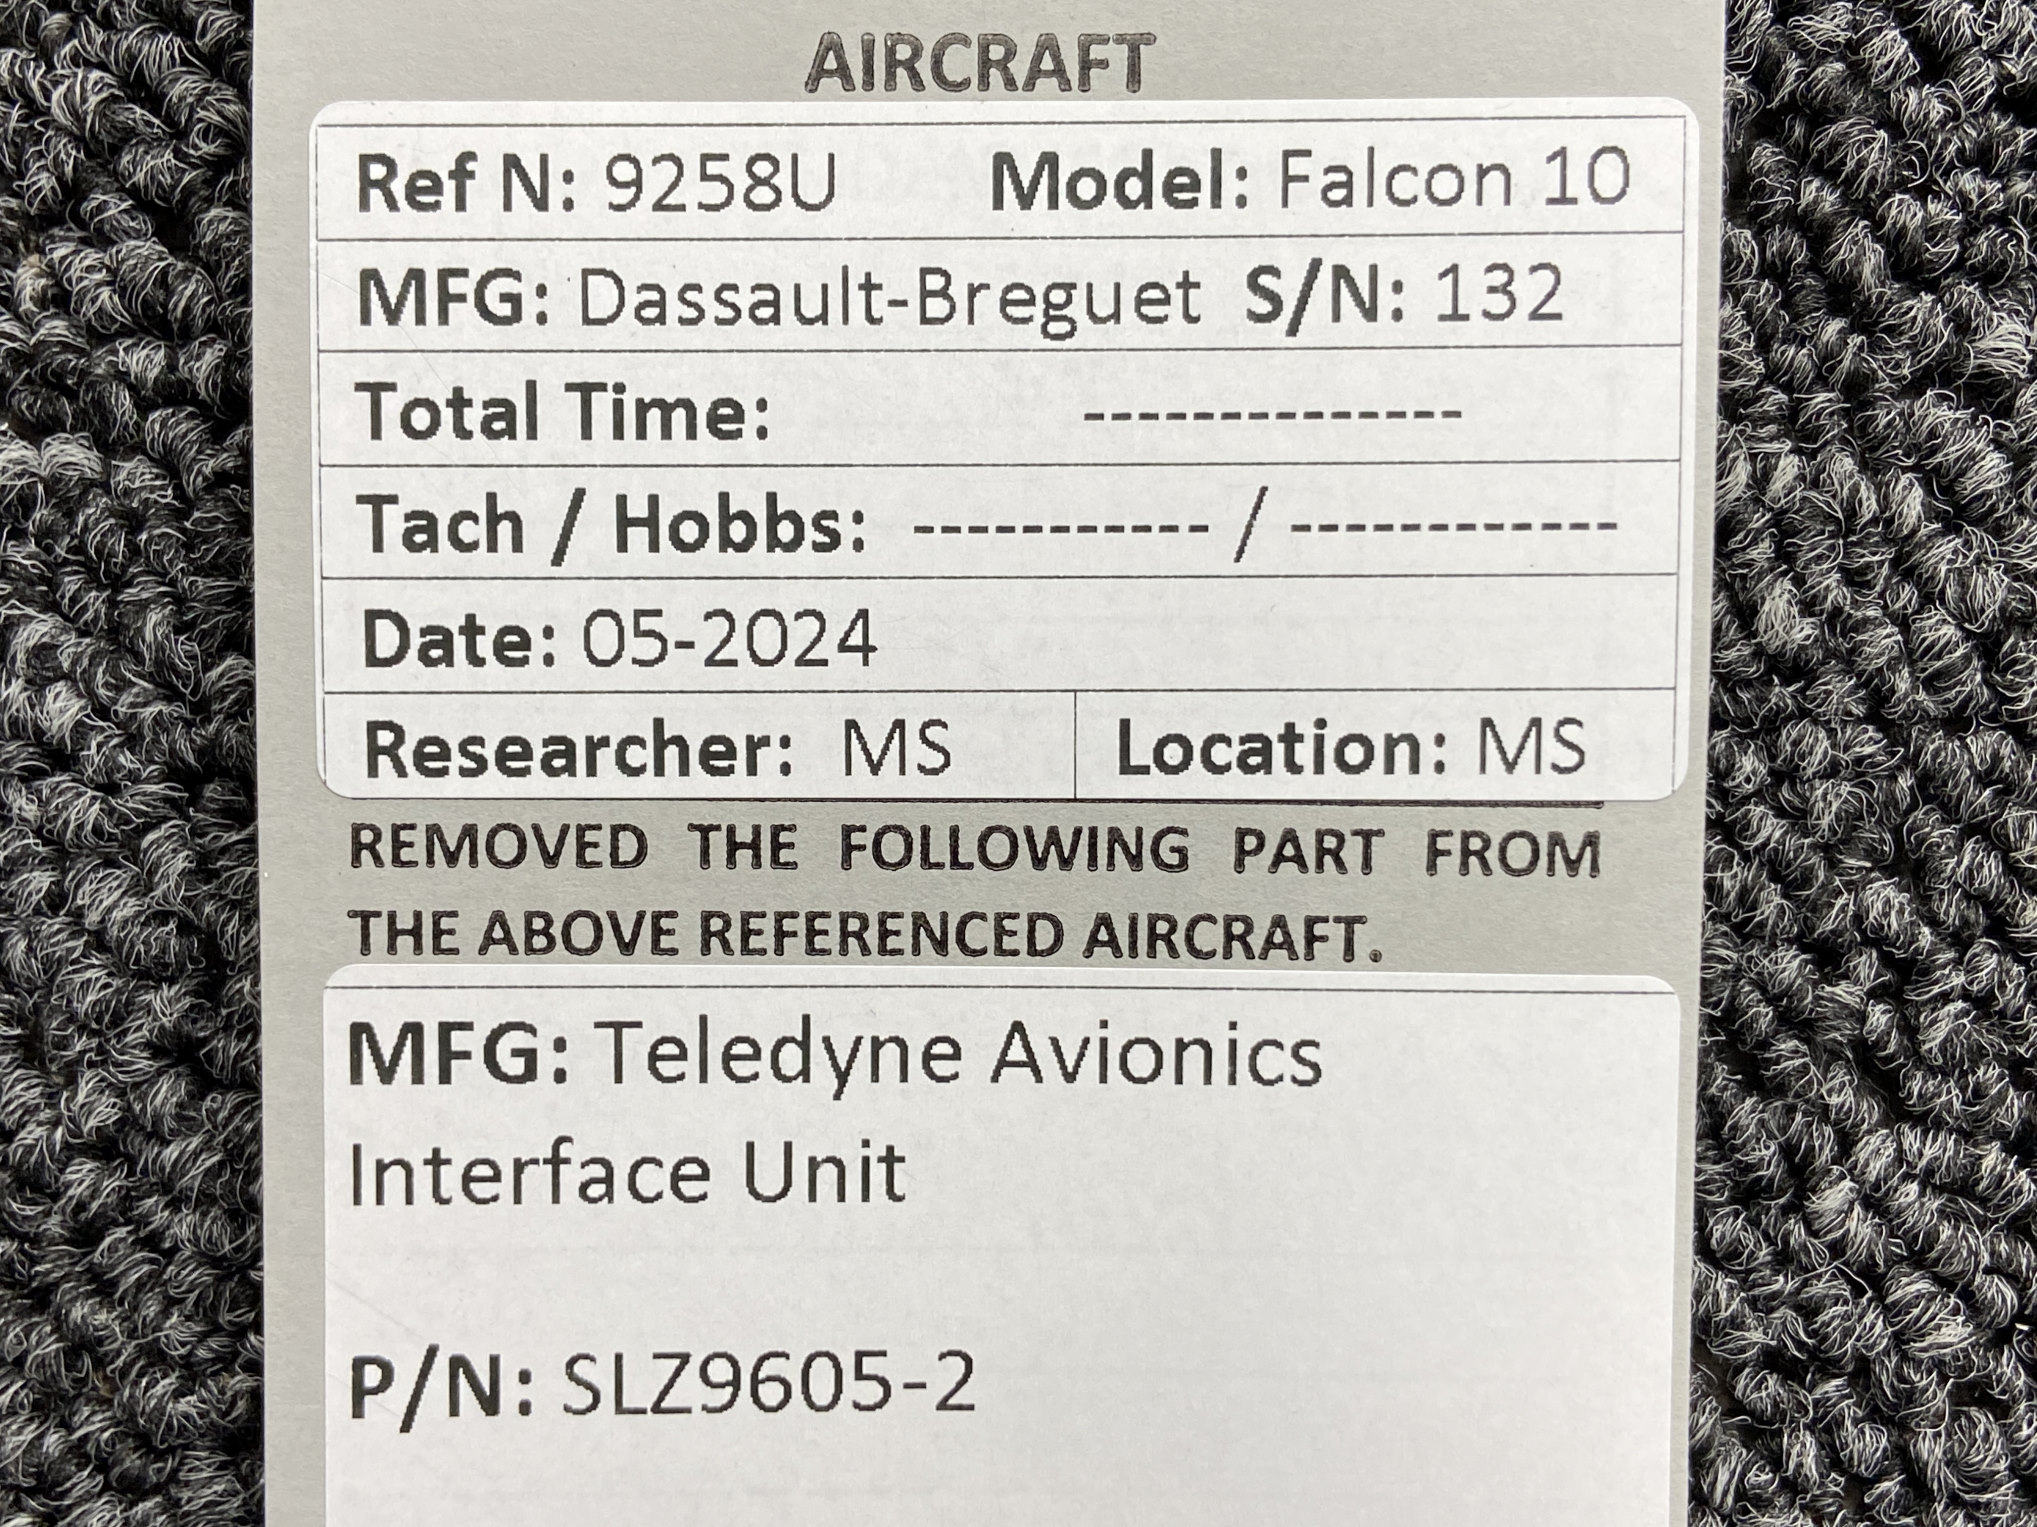 AIRCRAFT
Ref N: 9258U Model: Falcon 10
MFG: Dassault-Breguet S/N: 132
Total Time: --------------
Tach / Hobbs: ----------- / ------------
Date: 05-2024
Researcher: MS Location: MS
REMOVED THE FOLLOWING PART FROM
THE ABOVE REFERENCED AIRCRAFT.
MFG: Teledyne Avionics
Interface Unit
P/N: SLZ9605-2